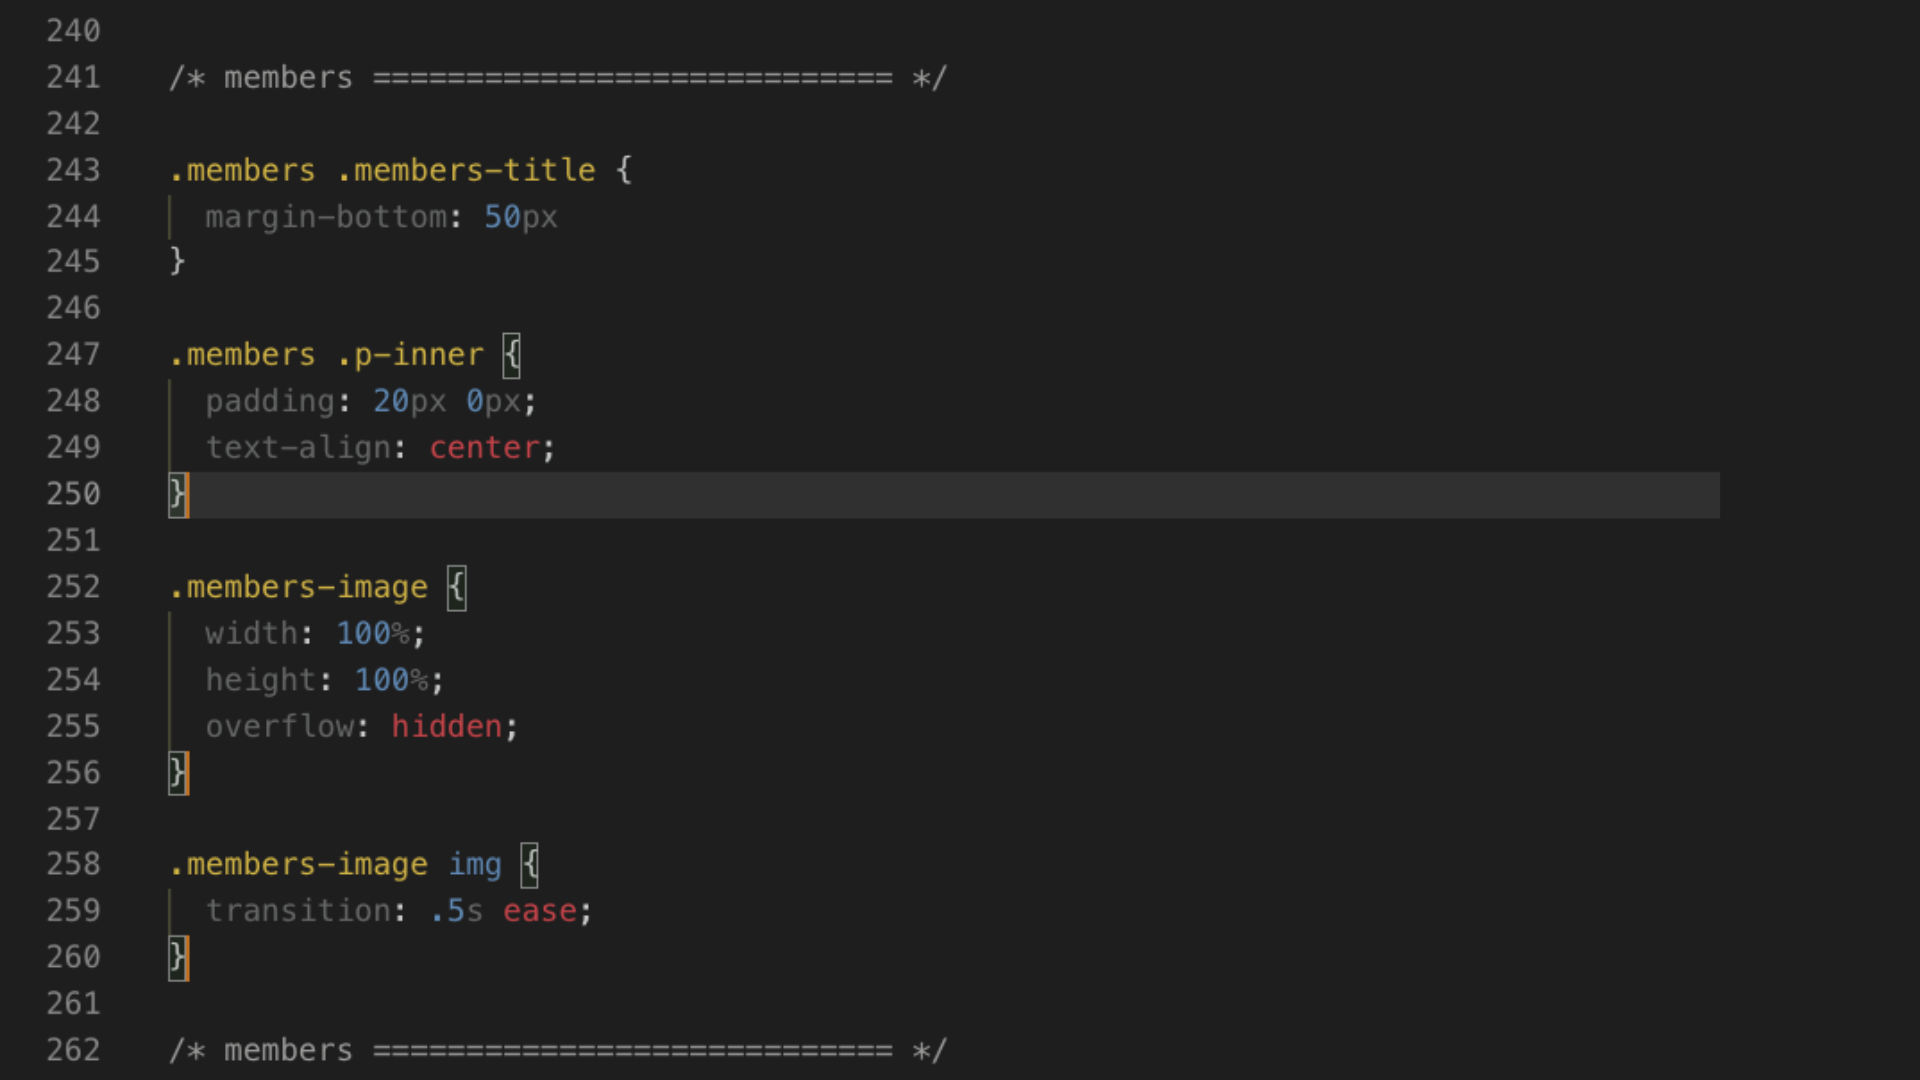 240
241 /* members ============================ */
242
243 .members .members-title {
244 margin-bottom: 50px
245 }
246
247 .members .p-inner {
248 padding: 20px 0px;
249 text-align: center;
250 }
251
252 .members-image {
253 width: 100%;
254 height: 100%;
255 overflow: hidden;
256 }
257
258 .members-image img {
259 transition: .5s ease;
260 }
261
262 /* members ============================ */